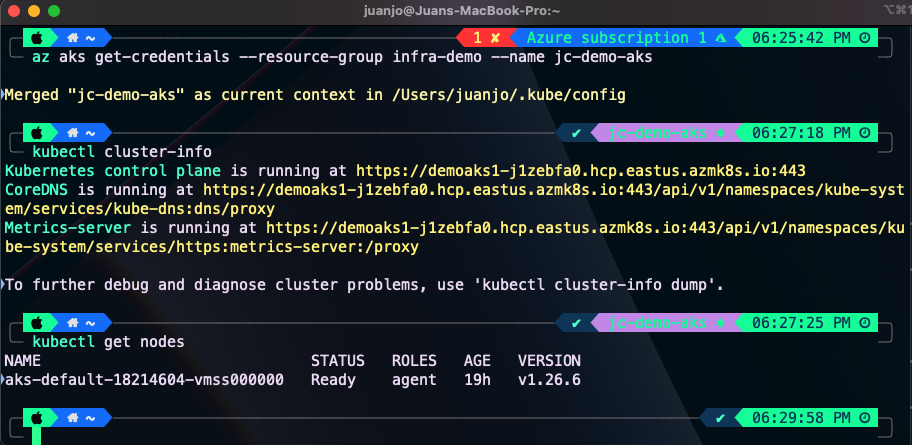 juanjo@Juans-MacBook-Pro:~
⌥⌘1
~ 1 ✘ Azure subscription 1 06:25:42 PM
az aks get-credentials --resource-group infra-demo --name jc-demo-aks
Merged "jc-demo-aks" as current context in /Users/juanjo/.kube/config
~ ✔ jc-demo-aks 06:27:18 PM
kubectl cluster-info
Kubernetes control plane is running at https://demoaks1-j1zebfa0.hcp.eastus.azmk8s.io:443
CoreDNS is running at https://demoaks1-j1zebfa0.hcp.eastus.azmk8s.io:443/api/v1/namespaces/kube-syst
em/services/kube-dns:dns/proxy
Metrics-server is running at https://demoaks1-j1zebfa0.hcp.eastus.azmk8s.io:443/api/v1/namespaces/ku
be-system/services/https:metrics-server:/proxy
To further debug and diagnose cluster problems, use 'kubectl cluster-info dump'.
~ ✔ jc-demo-aks 06:27:25 PM
kubectl get nodes
NAME STATUS ROLES AGE VERSION
aks-default-18214604-vmss000000 Ready agent 19h v1.26.6
~ ✔ 06:29:58 PM